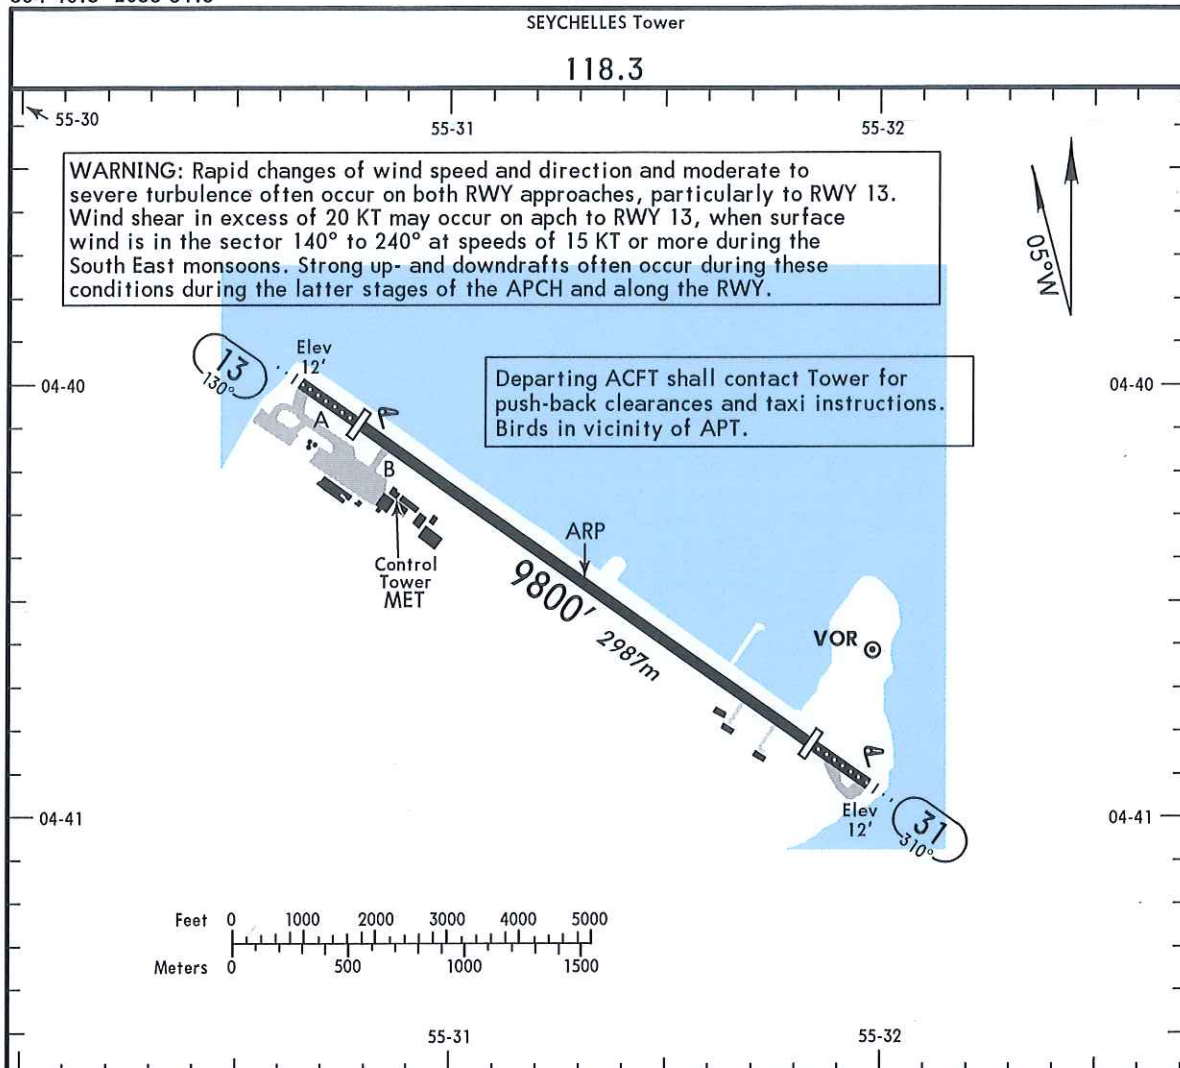 SEYCHELLES Tower
118.3
55-30
55-31
55-32
WARNING: Rapid changes of wind speed and direction and moderate to
severe turbulence often occur on both RWY approaches, particularly to RWY 13.
Wind shear in excess of 20 KT may occur on apch to RWY 13, when surface
wind is in the sector 140° to 240° at speeds of 15 KT or more during the
South East monsoons. Strong up- and downdrafts often occur during these
conditions during the latter stages of the APCH and along the RWY.
05°W
13
130°
Elev
12'
04-40
04-40
Departing ACFT shall contact Tower for
push-back clearances and taxi instructions.
Birds in vicinity of APT.
A
B
Control
Tower
MET
ARP
9800'
2987m
VOR
Elev
12'
31
310°
04-41
04-41
Feet 0 1000 2000 3000 4000 5000
Meters 0 500 1000 1500
55-31
55-32